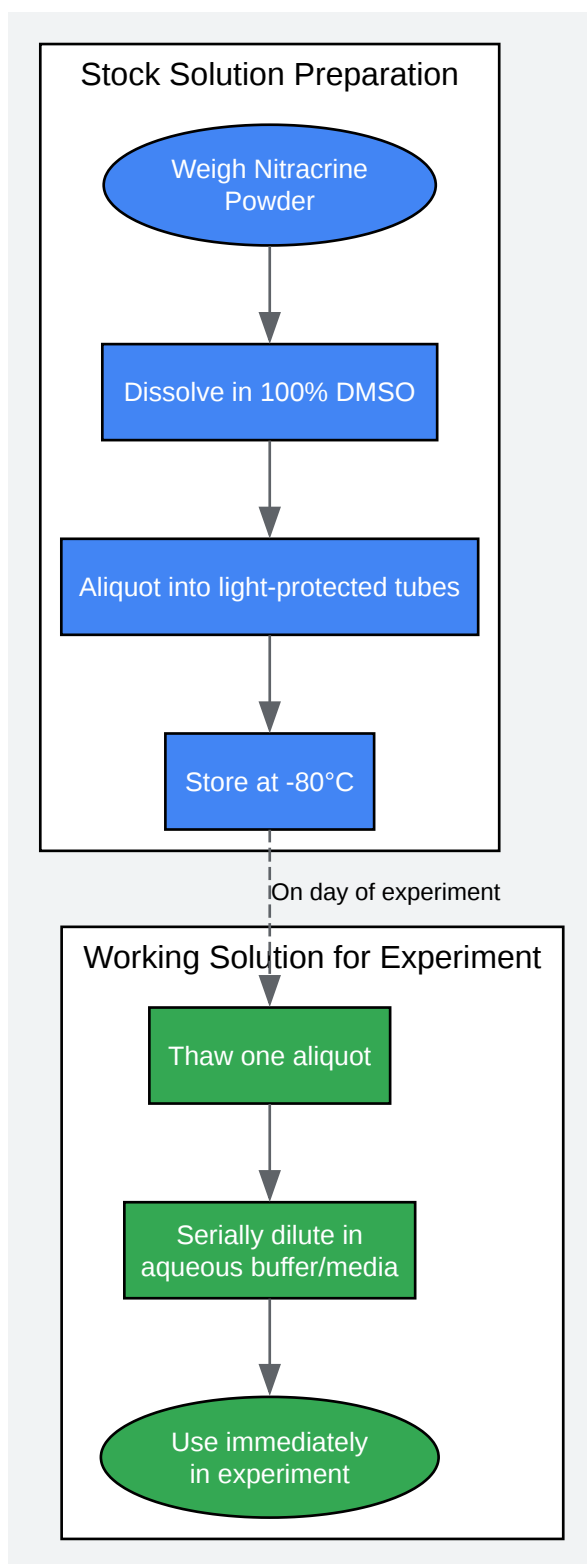 Stock Solution Preparation
Weigh Nitracrine
Powder
Dissolve in 100% DMSO
Aliquot into light-protected tubes
Store at -80°C
On day of experiment
Working Solution for Experiment
Thaw one aliquot
Serially dilute in
aqueous buffer/media
Use immediately
in experiment